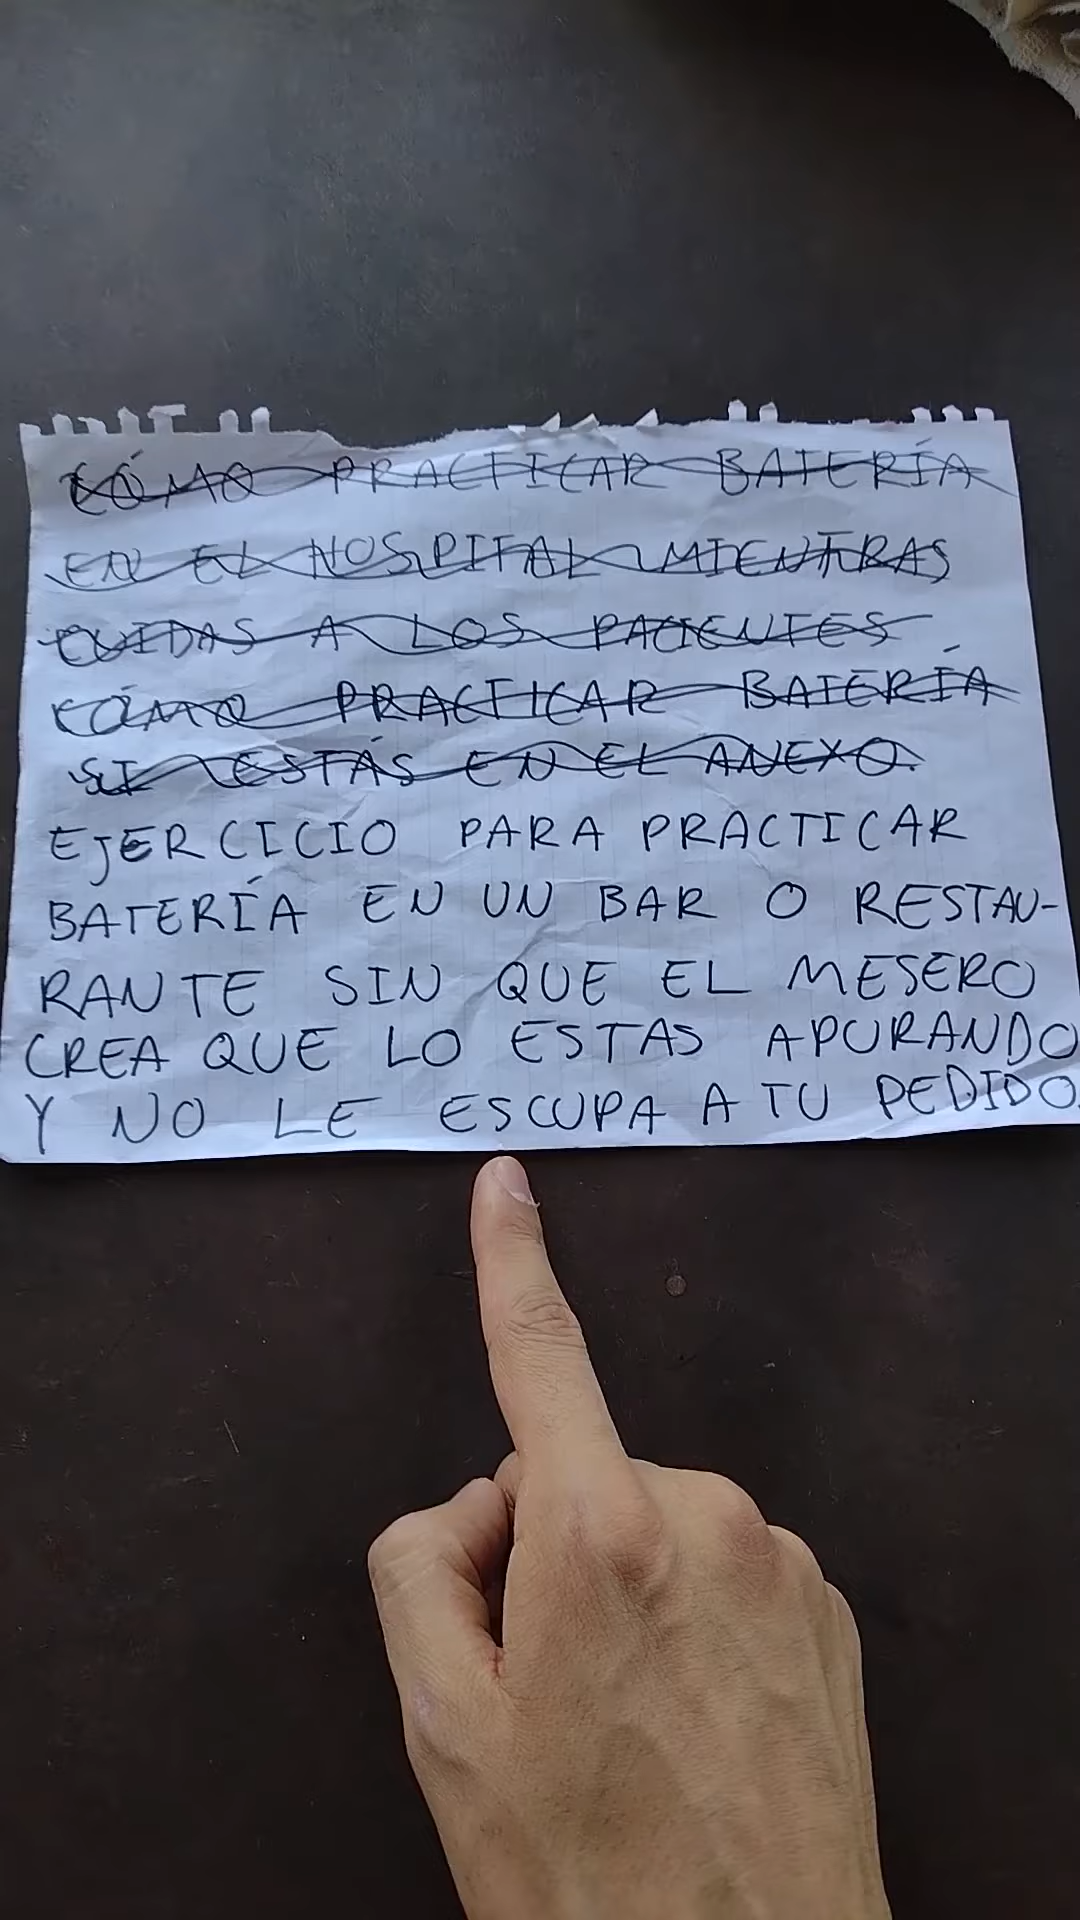 CÓMO PRACTICAR BATERÍA
EN EL HOSPITAL MIENTRAS
CUIDAS A LOS PACIENTES
CÓMO PRACTICAR BATERÍA
SI ESTÁS EN EL ANEXO.
EJERCICIO PARA PRACTICAR
BATERÍA EN UN BAR O RESTAU-
RANTE SIN QUE EL MESERO
CREA QUE LO ESTAS APURANDO
Y NO LE ESCUPA A TU PEDIDO.